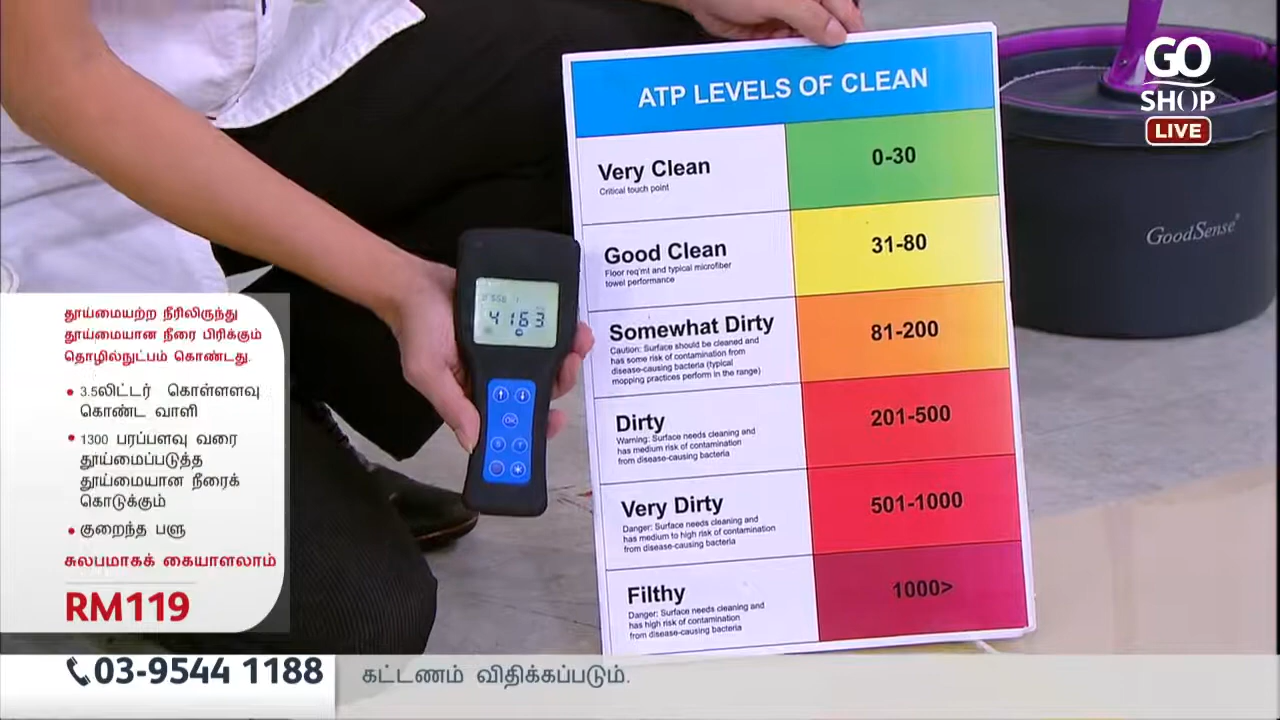 GO
SHOP
LIVE
ATP LEVELS OF CLEAN
Very Clean
Critical touch point
0-30
Good Clean
Floor req'mt and typical microfiber
towel performance
31-80
Somewhat Dirty
Caution: Surface should be cleaned and
has some risk of contamination from
disease-causing bacteria (typical
mopping practices perform in the range)
81-200
Dirty
Warning: Surface needs cleaning and
has medium risk of contamination
from disease-causing bacteria
201-500
Very Dirty
Danger: Surface needs cleaning and
has medium to high risk of contamination
from disease-causing bacteria
501-1000
Filthy
Danger: Surface needs cleaning and
has high risk of contamination
from disease-causing bacteria
1000>
GoodSense®
4163
OK
தூய்மையற்ற நீரிலிருந்து
தூய்மையான நீரை பிரிக்கும்
தொழில்நுட்பம் கொண்டது.
• 3.5லிட்டர் கொள்ளளவு
கொண்ட வாளி
• 1300 பரப்பளவு வரை
தூய்மைப்படுத்த
தூய்மையான நீரைக்
கொடுக்கும்
• குறைந்த பளு
சுலபமாகக் கையாளலாம்
RM119
03-9544 1188
கட்டணம் விதிக்கப்படும்.